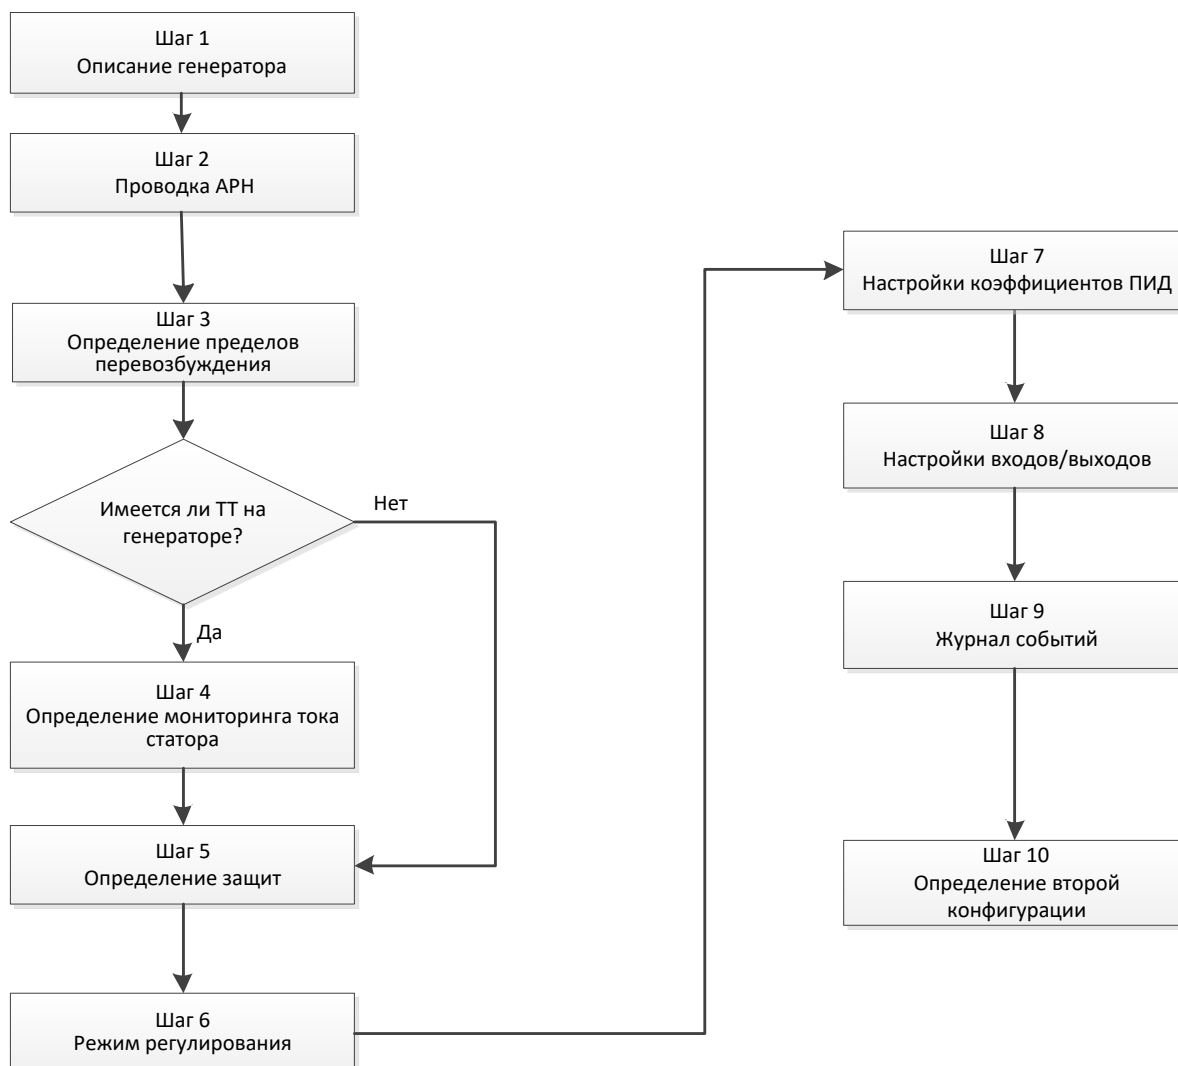 Шаг 1
Описание генератора
Шаг 2
Проводка АРН
Шаг 3
Определение пределов
перевозбуждения
Имеется ли ТТ на
генераторе?
Нет
Да
Шаг 4
Определение мониторинга тока
статора
Шаг 5
Определение защит
Шаг 6
Режим регулирования
Шаг 7
Настройки коэффициентов ПИД
Шаг 8
Настройки входов/выходов
Шаг 9
Журнал событий
Шаг 10
Определение второй
конфигурации